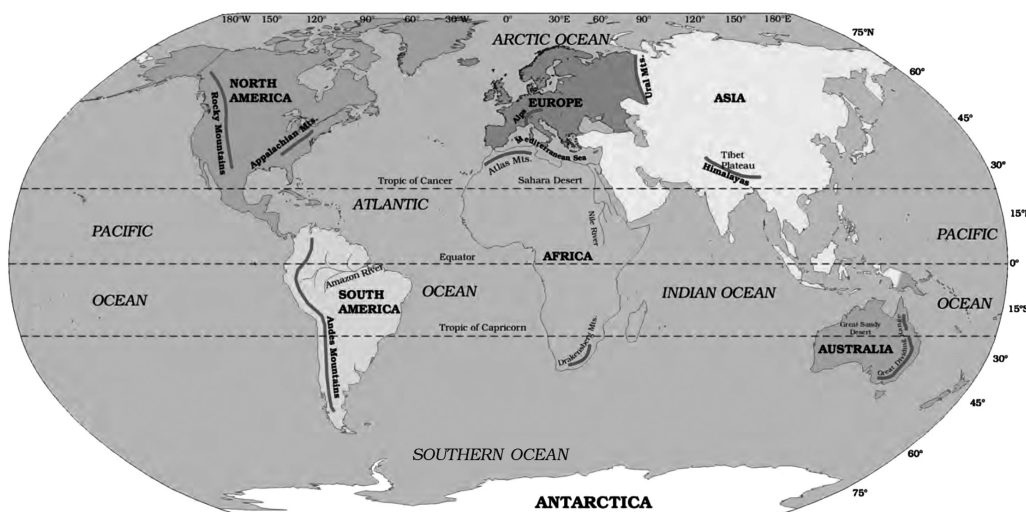 180°W 150° 120° 90° 60° 30°W 0° 30°E 60° 90° 120° 150° 180°E
75°N
ARCTIC OCEAN
60°
NORTH
AMERICA
Rocky Mountains
Appalachian Mts.
EUROPE
Alps
Ural Mts.
ASIA
45°
Mediterranean Sea
Atlas Mts.
Tibet
Plateau
Himalayas
30°
Tropic of Cancer
Sahara Desert
ATLANTIC
15°N
Nile River
PACIFIC
PACIFIC
Equator
AFRICA
0°
Amazon River
OCEAN
SOUTH
AMERICA
OCEAN
INDIAN OCEAN
OCEAN
15°S
Andes Mountains
Tropic of Capricorn
Drakensberg Mts.
Great Sandy
Desert
Great Dividing Range
AUSTRALIA
30°
45°
SOUTHERN OCEAN
60°
75°
ANTARCTICA